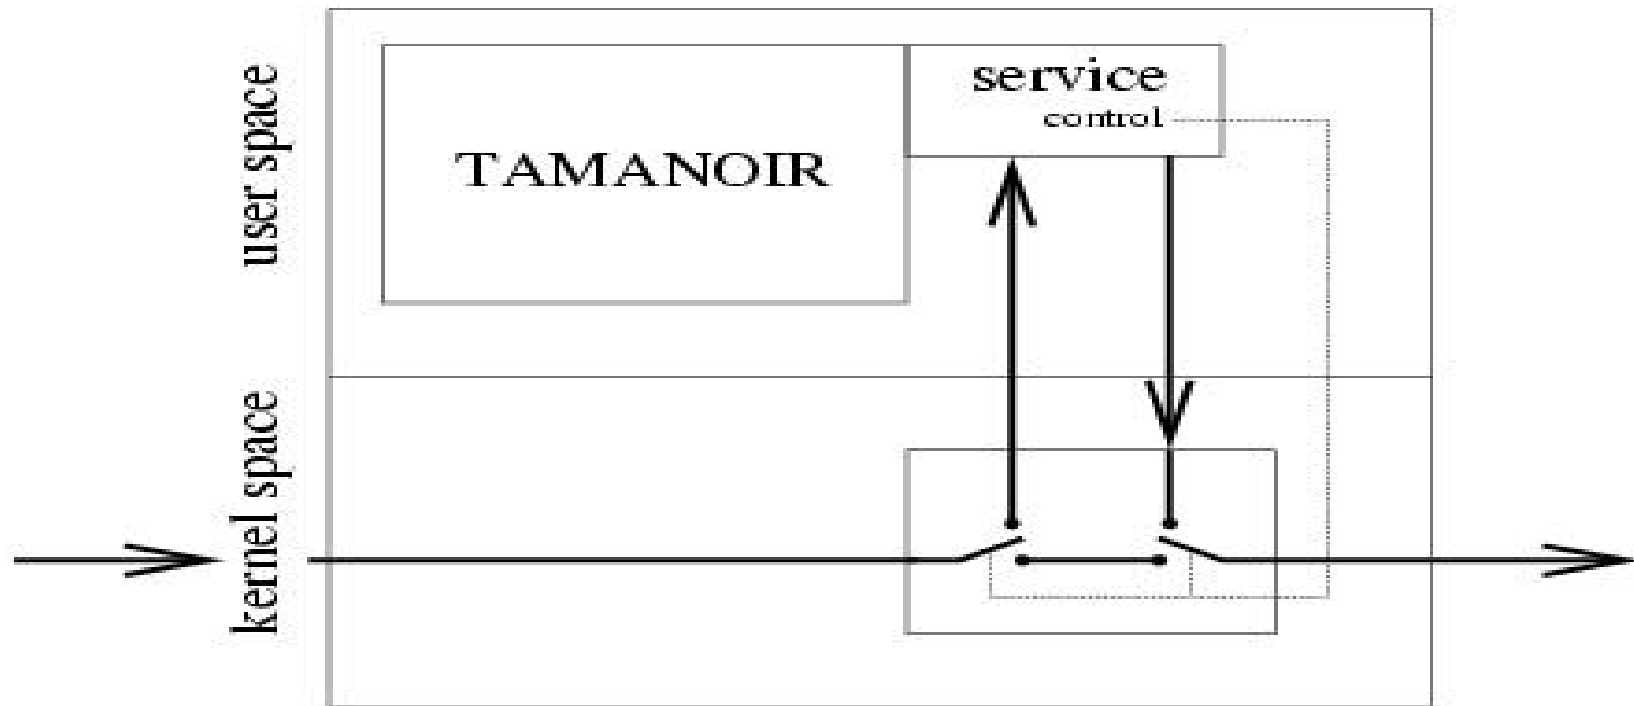 user space
TAMANOIR
service
control
kernel space